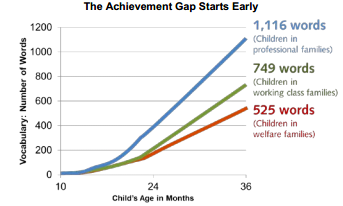 The Achievement Gap Starts Early
1200
1000
800
600
400
200
0
Vocabulary: Number of Words
10
24
36
Child's Age in Months
1,116 words
(Children in
professional families)
749 words
(Children in
working class families)
525 words
(Children in
welfare families)